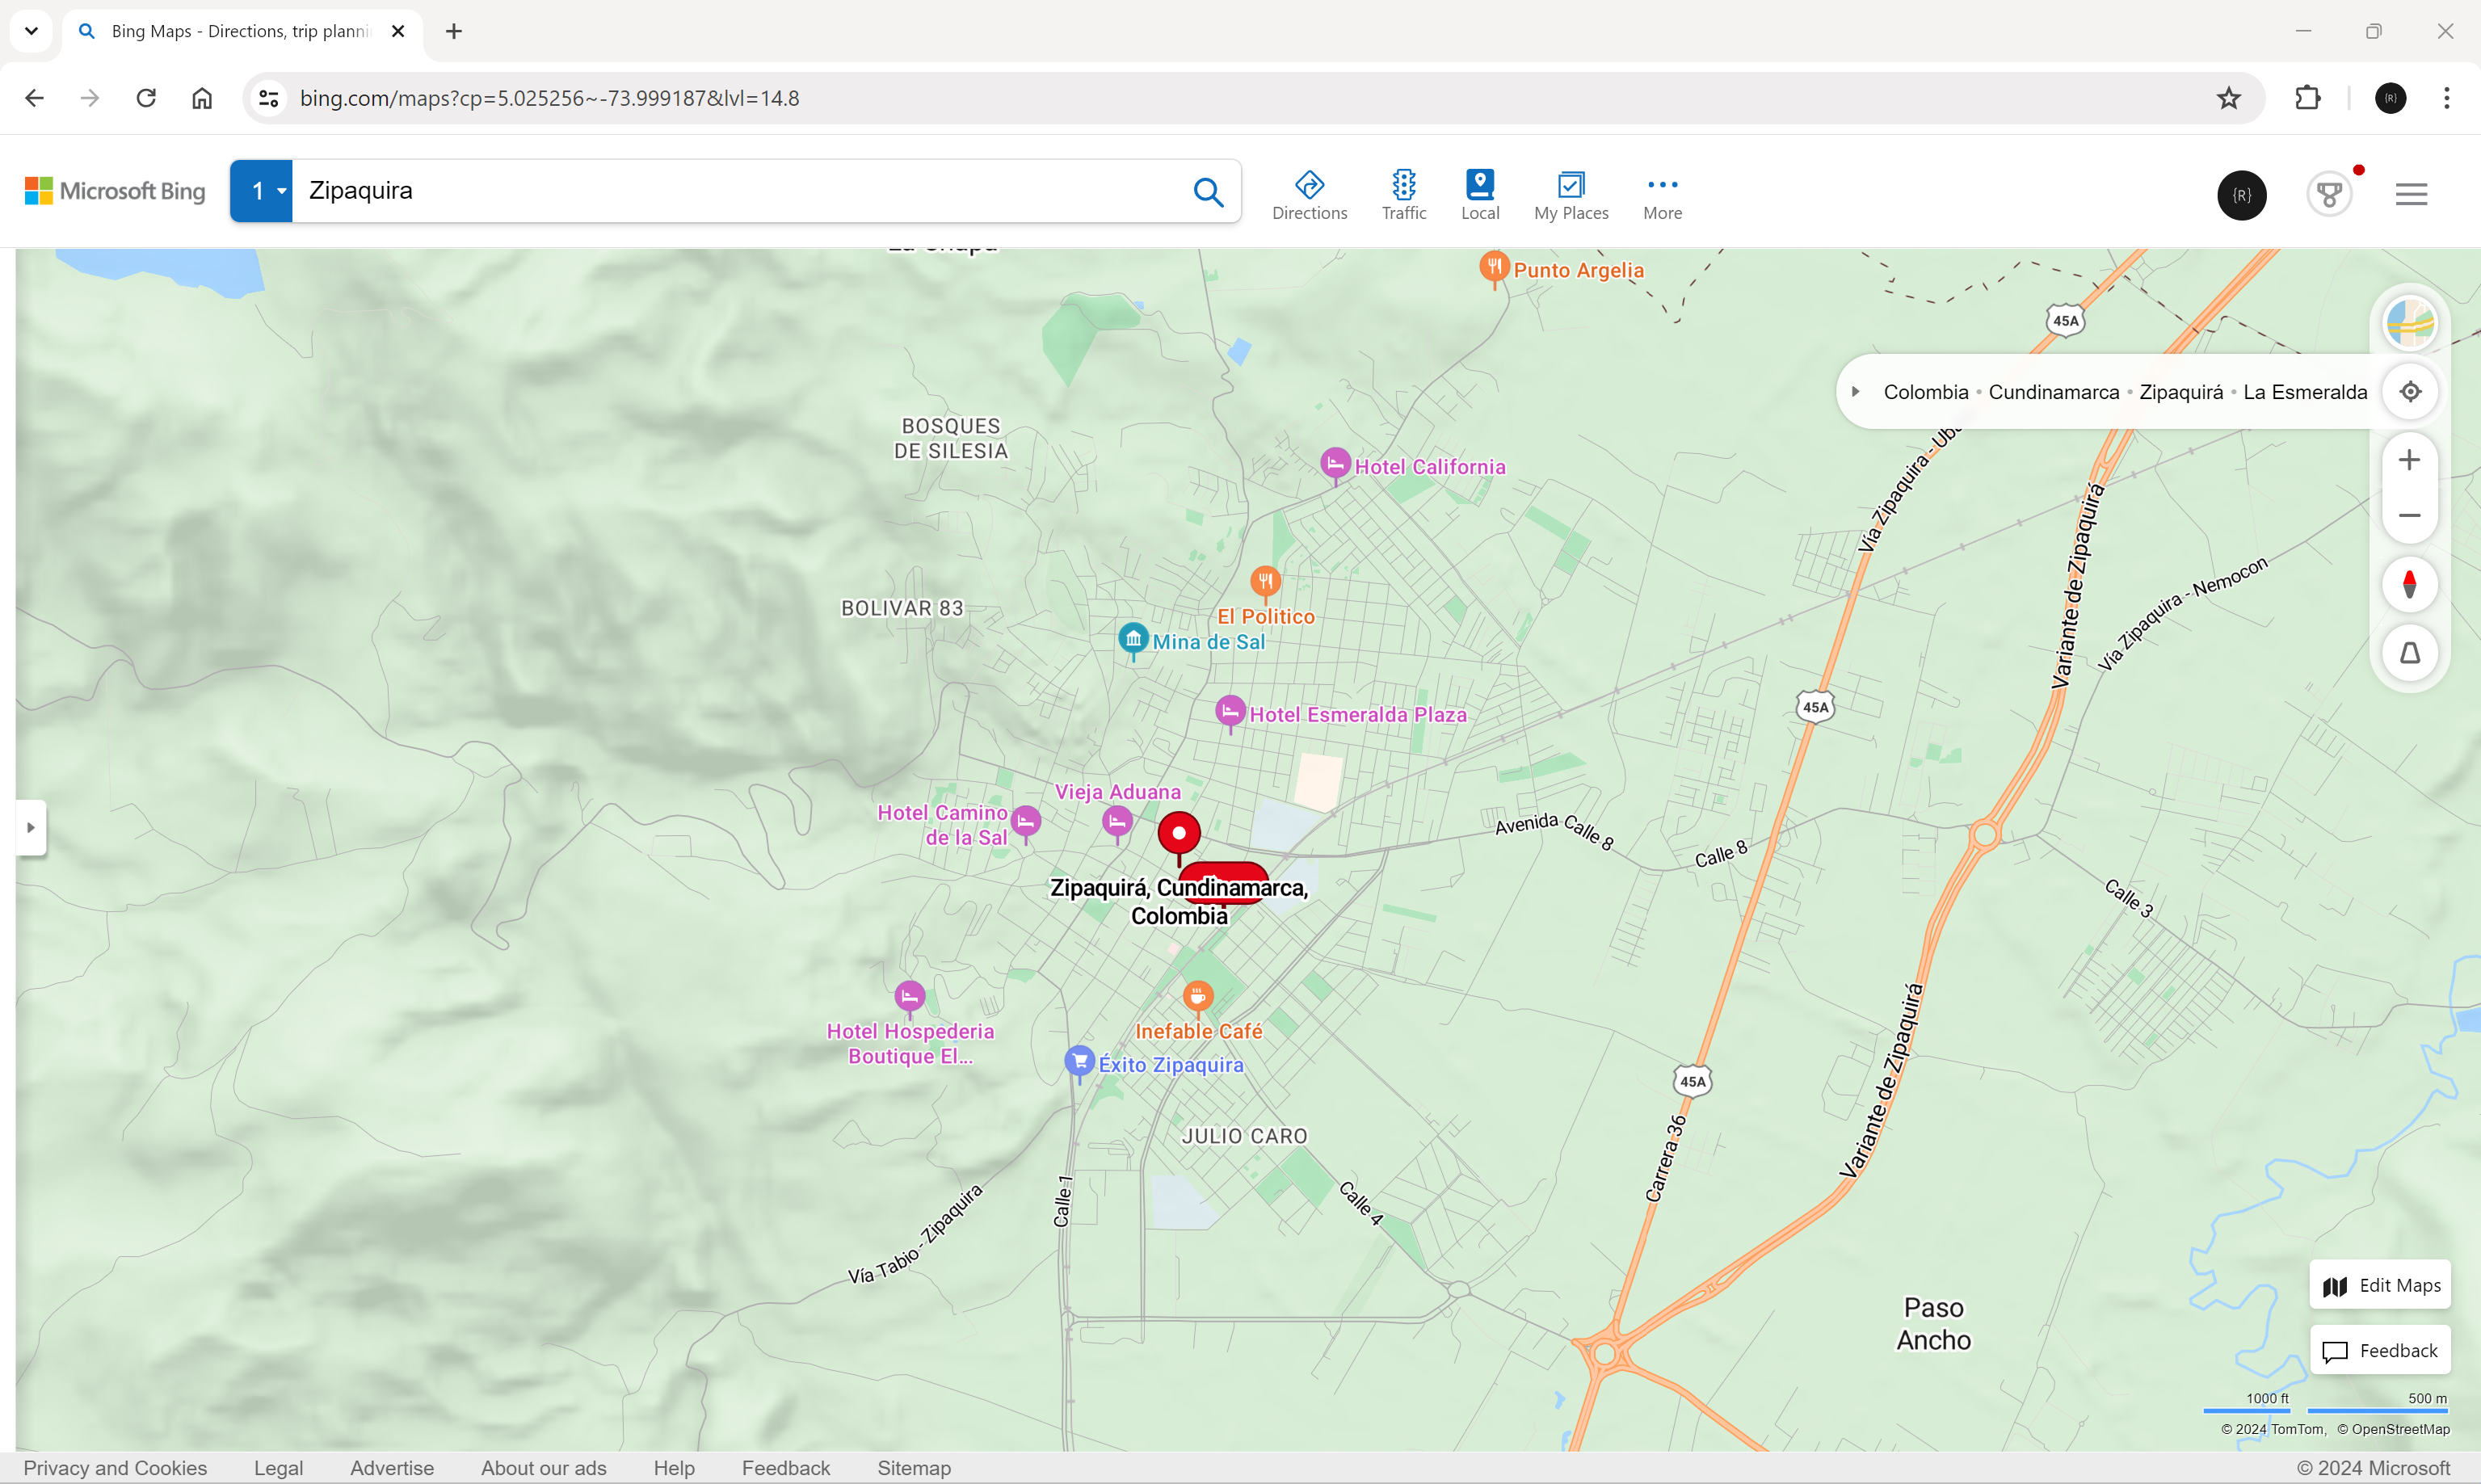 Bing Maps - Directions, trip planni
bing.com/maps?cp=5.025256~-73.999187&lvl=14.8
{R}
Microsoft Bing
1
Zipaquira
Directions
Traffic
Local
My Places
More
{R}
Punto Argelia
45A
Colombia • Cundinamarca • Zipaquirá • La Esmeralda
BOSQUES
DE SILESIA
Hotel California
Vía Zipaquira - Ub
Variante de Zipaquirá
Vía Zipaquira - Nemocon
BOLIVAR 83
El Politico
Mina de Sal
45A
Hotel Esmeralda Plaza
Vieja Aduana
Hotel Camino
de la Sal
Avenida Calle 8
Calle 8
Calle 3
Zipaquirá, Cundinamarca,
Colombia
Hotel Hospederia
Boutique El...
Inefable Café
Éxito Zipaquira
45A
Variante de Zipaquirá
JULIO CARO
Carrera 36
Calle 1
Calle 4
Vía Tabio - Zipaquira
Paso
Ancho
Edit Maps
Feedback
1000 ft
500 m
© 2024 TomTom, © OpenStreetMap
Privacy and Cookies
Legal
Advertise
About our ads
Help
Feedback
Sitemap
© 2024 Microsoft